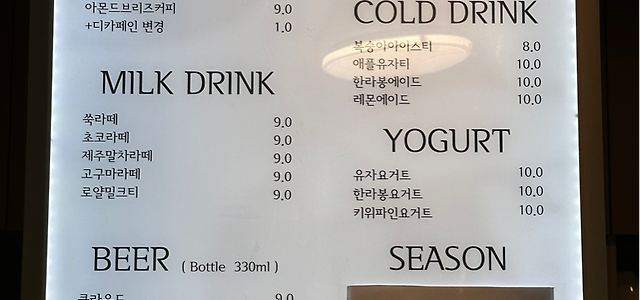 아몬드브리즈커피 9.0
+디카페인 변경 1.0
MILK DRINK
쑥라떼 9.0
초코라떼 9.0
제주말차라떼 9.0
고구마라떼 9.0
로얄밀크티 9.0
BEER ( Bottle 330ml )
클라우드 9.0
COLD DRINK
복숭아아이스티 8.0
애플유자티 10.0
한라봉에이드 10.0
레몬에이드 10.0
YOGURT
유자요거트 10.0
한라봉요거트 10.0
키위파인요거트 10.0
SEASON